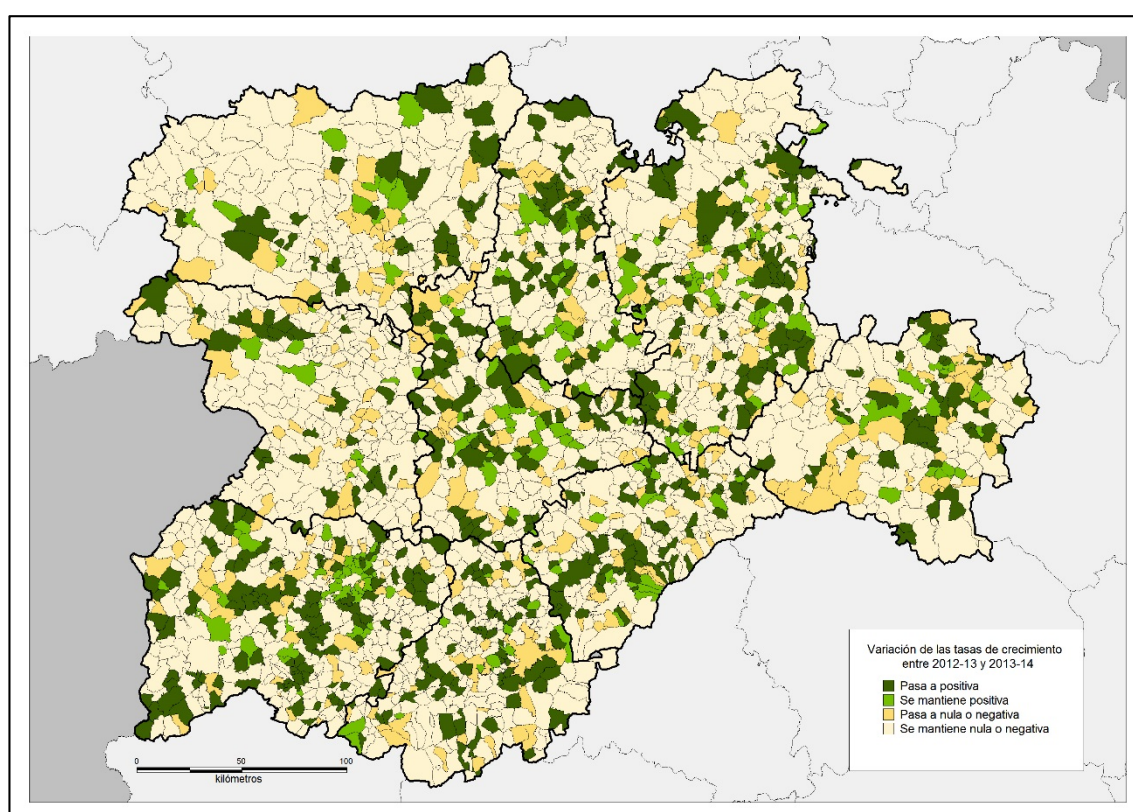 Variación de las tasas de crecimiento
entre 2012-13 y 2013-14
Pasa a positiva
Se mantiene positiva
Pasa a nula o negativa
Se mantiene nula o negativa
0 50 100
kilómetros